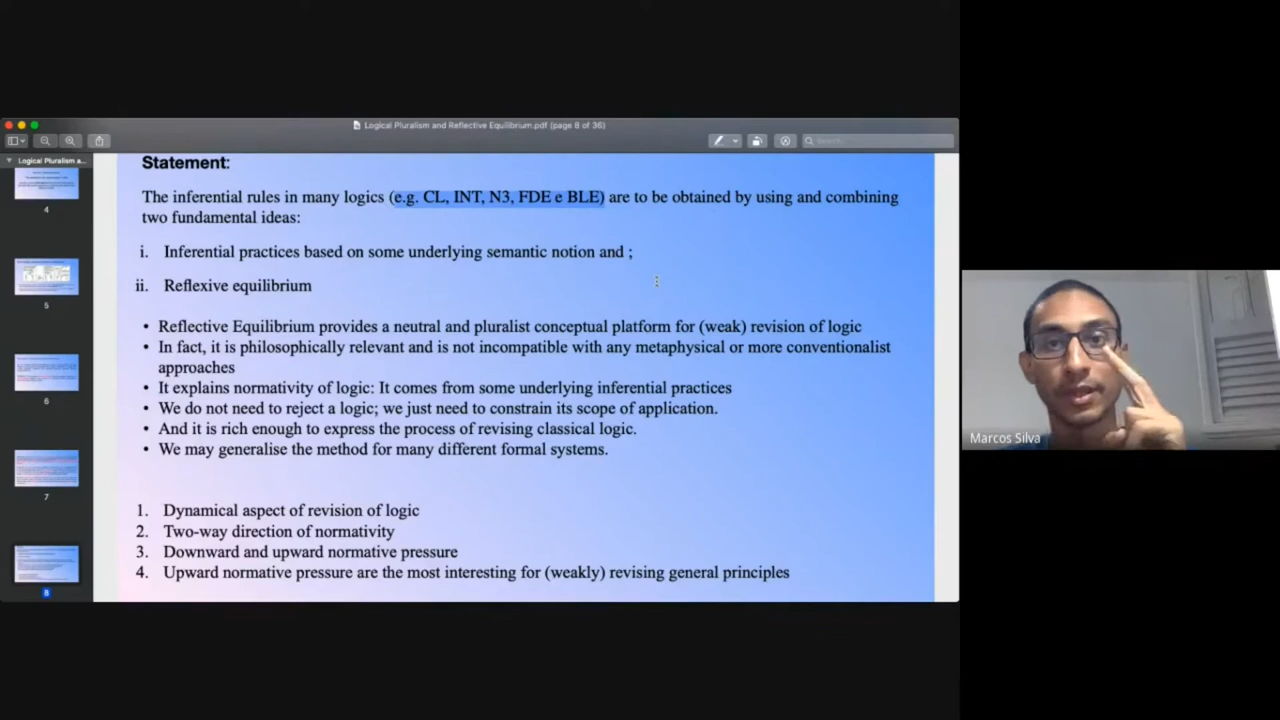 Logical Pluralism and Reflective Equilibrium.pdf (page 8 of 36)
Search
Logical Pluralism a...
4
5
6
7
8
Statement:
The inferential rules in many logics (e.g. CL, INT, N3, FDE e BLE) are to be obtained by using and combining
two fundamental ideas:
i. Inferential practices based on some underlying semantic notion and ;
ii. Reflexive equilibrium
• Reflective Equilibrium provides a neutral and pluralist conceptual platform for (weak) revision of logic
• In fact, it is philosophically relevant and is not incompatible with any metaphysical or more conventionalist
approaches
• It explains normativity of logic: It comes from some underlying inferential practices
• We do not need to reject a logic; we just need to constrain its scope of application.
• And it is rich enough to express the process of revising classical logic.
• We may generalise the method for many different formal systems.
1. Dynamical aspect of revision of logic
2. Two-way direction of normativity
3. Downward and upward normative pressure
4. Upward normative pressure are the most interesting for (weakly) revising general principles
Marcos Silva